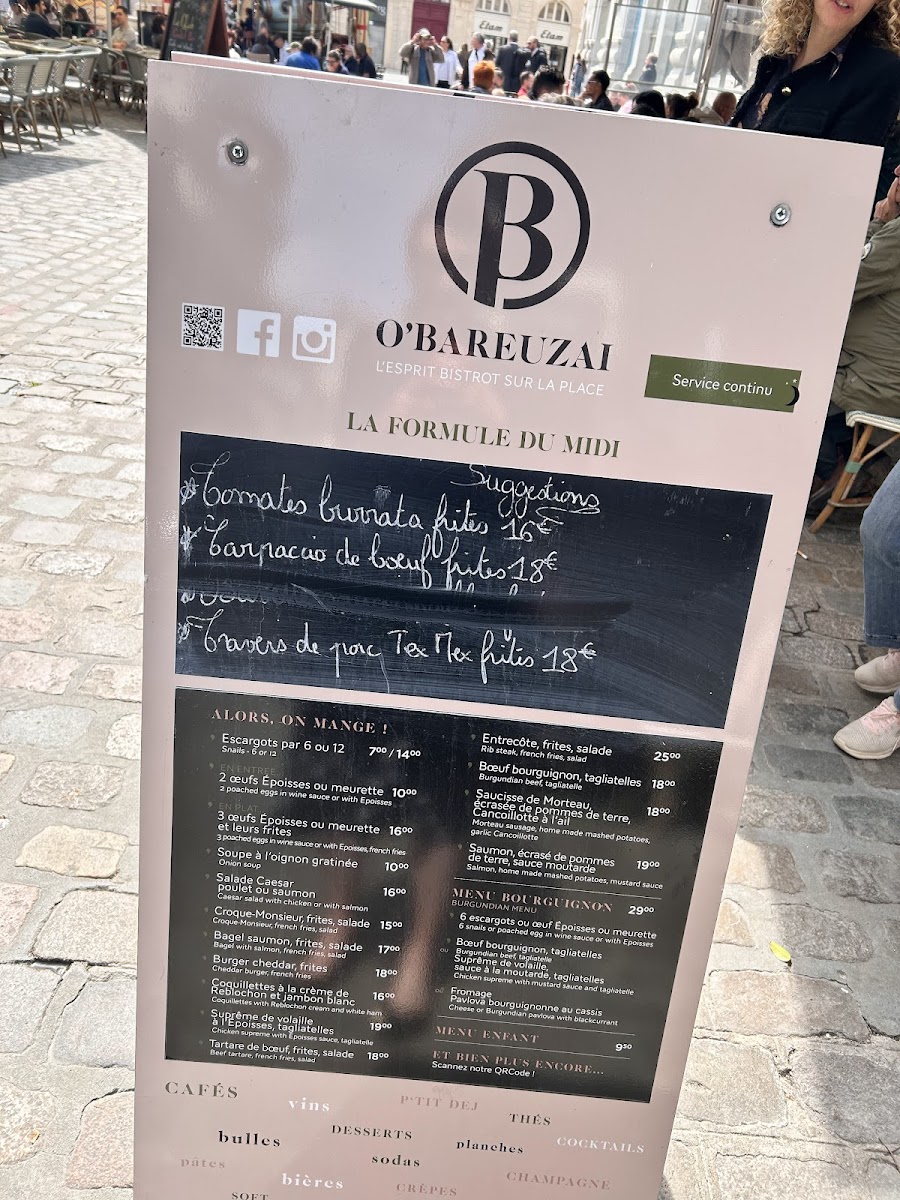 Etam
Etam
B
O'BAREUZAI
L'ESPRIT BISTROT SUR LA PLACE
Service continu
LA FORMULE DU MIDI
Suggestions
* Tomates burrata frites 16€
* Carpaccio de bœuf frites 18€
* Travers de porc Tex Mex frites 18€
ALORS, ON MANGE !
Escargots par 6 ou 12 7⁰⁰ / 14⁰⁰
Snails - 6 or 12
EN ENTRÉE
2 œufs Époisses ou meurette 10⁰⁰
2 poached eggs in wine sauce or with Epoisses
EN PLAT
3 œufs Époisses ou meurette
et leurs frites 16⁰⁰
3 poached eggs in wine sauce or with Epoisses, french fries
Soupe à l'oignon gratinée 10⁰⁰
Onion soup
Salade Caesar
poulet ou saumon 16⁰⁰
Caesar salad with chicken or with salmon
Croque-Monsieur, frites, salade 15⁰⁰
Croque-Monsieur, french fries, salad
Bagel saumon, frites, salade 17⁰⁰
Bagel with salmon, french fries, salad
Burger cheddar, frites 18⁰⁰
Cheddar burger, french fries
Coquillettes à la crème de
Reblochon et jambon blanc 16⁰⁰
Coquillettes with Reblochon cream and white ham
Suprême de volaille
à l'Époisses, tagliatelles 19⁰⁰
Chicken supreme with Epoisses sauce, tagliatelle
Tartare de bœuf, frites, salade 18⁰⁰
Beef tartare, french fries, salad
Entrecôte, frites, salade 25⁰⁰
Rib steak, french fries, salad
Bœuf bourguignon, tagliatelles 18⁰⁰
Burgundian beef, tagliatelle
Saucisse de Morteau,
écrasée de pommes de terre,
Cancoillotte à l'ail 18⁰⁰
Morteau sausage, home made mashed potatoes,
garlic Cancoillotte
Saumon, écrasé de pommes
de terre, sauce moutarde 19⁰⁰
Salmon, home made mashed potatoes, mustard sauce
MENU BOURGUIGNON 29⁰⁰
BURGUNDIAN MENU
6 escargots ou œuf Époisses ou meurette
6 snails or poached egg in wine sauce or with Epoisses
Bœuf bourguignon, tagliatelles
Burgundian beef, tagliatelle
ou
Suprême de volaille,
sauce à la moutarde, tagliatelles
Chicken supreme with mustard sauce and tagliatelle
Fromage
ou
Pavlova bourguignonne au cassis
Cheese or Burgundian pavlova with blackcurrant
MENU ENFANT 9⁵⁰
ET BIEN PLUS ENCORE...
Scannez notre QRCode !
CAFÉS
vins
P'TIT DEJ
THÉS
bulles
DESSERTS
planches
COCKTAILS
pâtes
sodas
bières
CRÊPES
CHAMPAGNE
SOFT